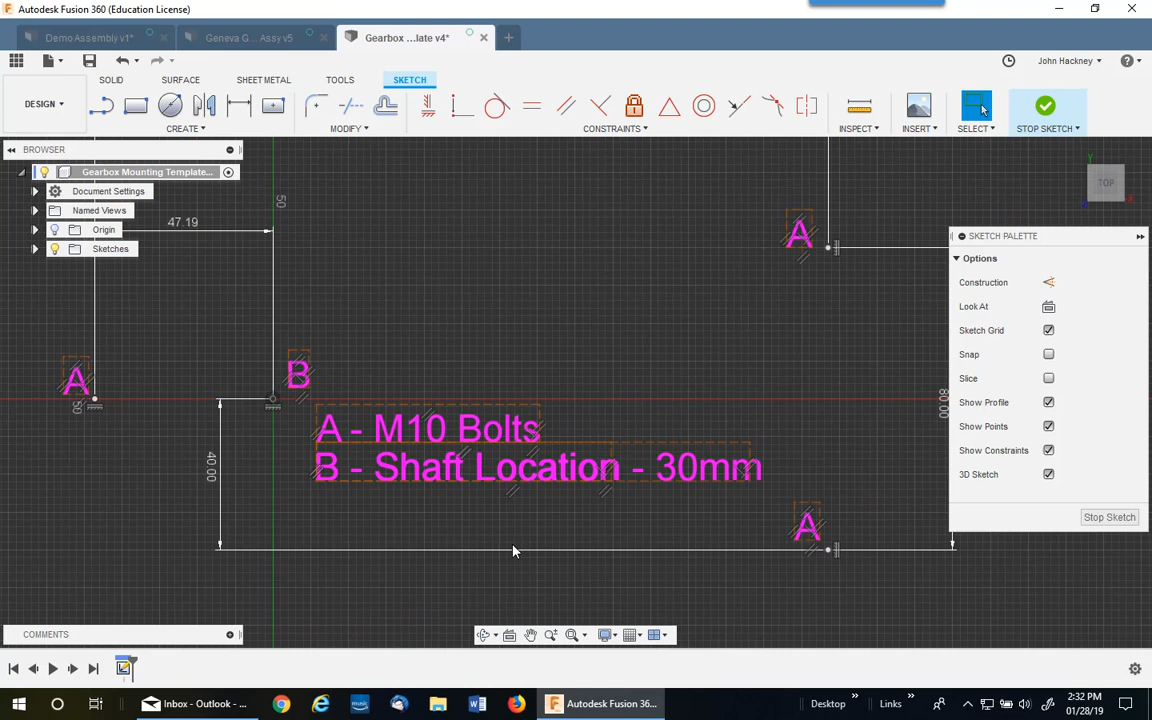 Autodesk Fusion 360 (Education License)
Demo Assembly v1*
Geneva G... Assy v5
Gearbox ...late v4*
John Hackney
SOLID
SURFACE
SHEET METAL
TOOLS
SKETCH
DESIGN
CREATE
MODIFY
CONSTRAINTS
INSPECT
INSERT
SELECT
STOP SKETCH
BROWSER
Gearbox Mounting Template...
Document Settings
Named Views
Origin
Sketches
47.19
50
TOP
Y
X
Z
A
SKETCH PALETTE
Options
Construction
Look At
Sketch Grid
Snap
Slice
Show Profile
Show Points
Show Constraints
3D Sketch
Stop Sketch
A
50
B
A - M10 Bolts
B - Shaft Location - 30mm
40.00
80.00
A
COMMENTS
Inbox - Outlook - ...
Autodesk Fusion 36...
Desktop
Links
2:32 PM
01/28/19